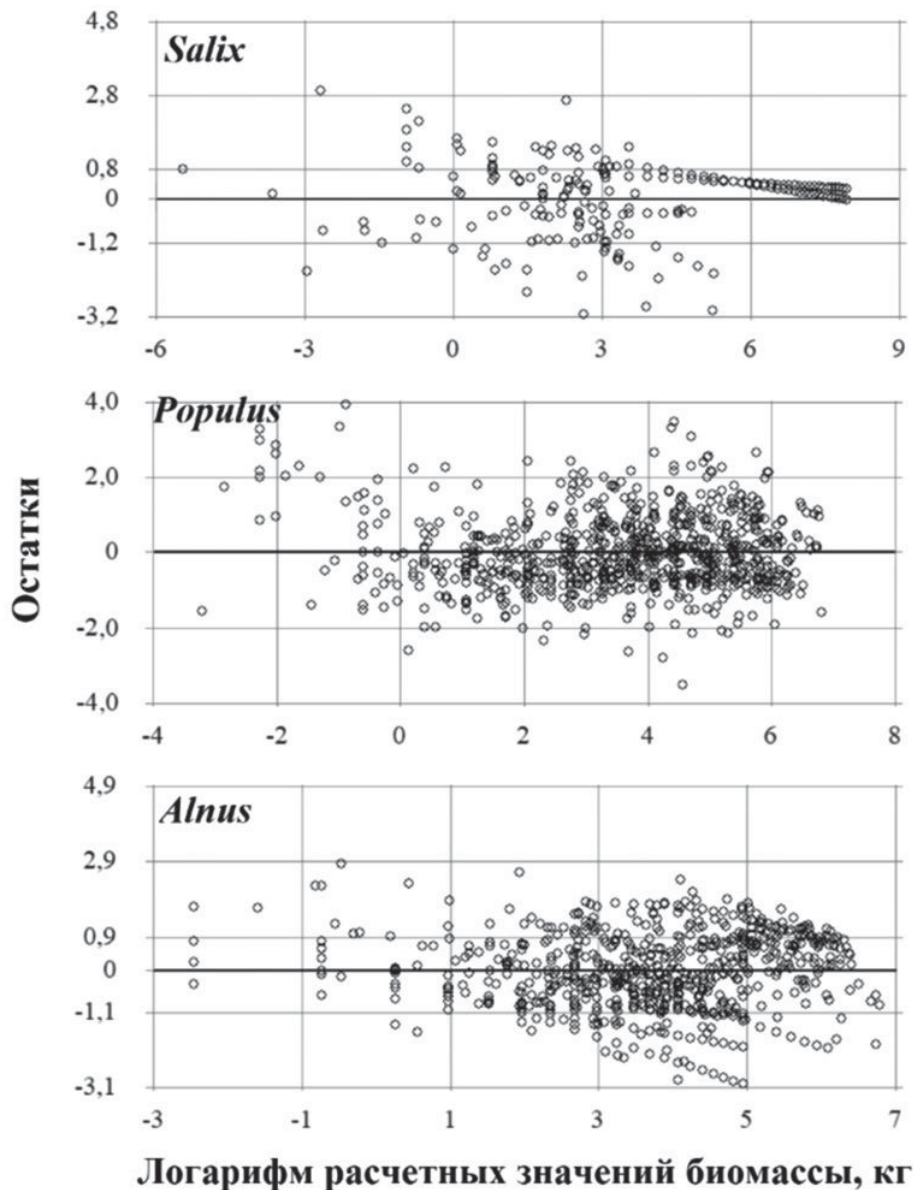 Остатки
4,8
Salix
2,8
0,8
0
-1,2
-3,2
-6 -3 0 3 6 9
4,0
Populus
2,0
0
-2,0
-4,0
-4 -2 0 2 4 6 8
4,9
Alnus
2,9
0,9
0
-1,1
-3,1
-3 -1 1 3 5 7
Логарифм расчетных значений биомассы, кг